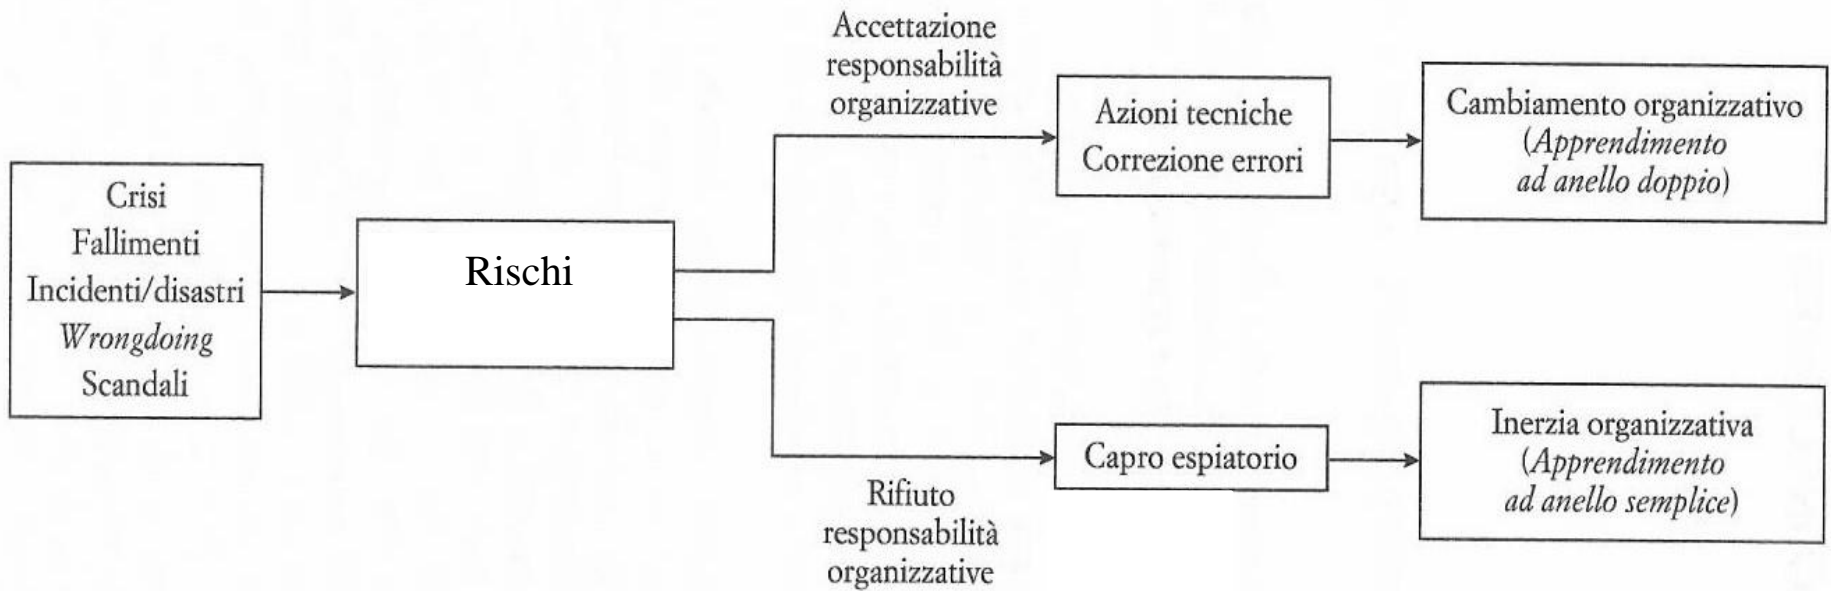 Crisi
Fallimenti
Incidenti/disastri
Wrongdoing
Scandali
Rischi
Accettazione
responsabilità
organizzative
Azioni tecniche
Correzione errori
Cambiamento organizzativo
(Apprendimento
ad anello doppio)
Rifiuto
responsabilità
organizzative
Capro espiatorio
Inerzia organizzativa
(Apprendimento
ad anello semplice)